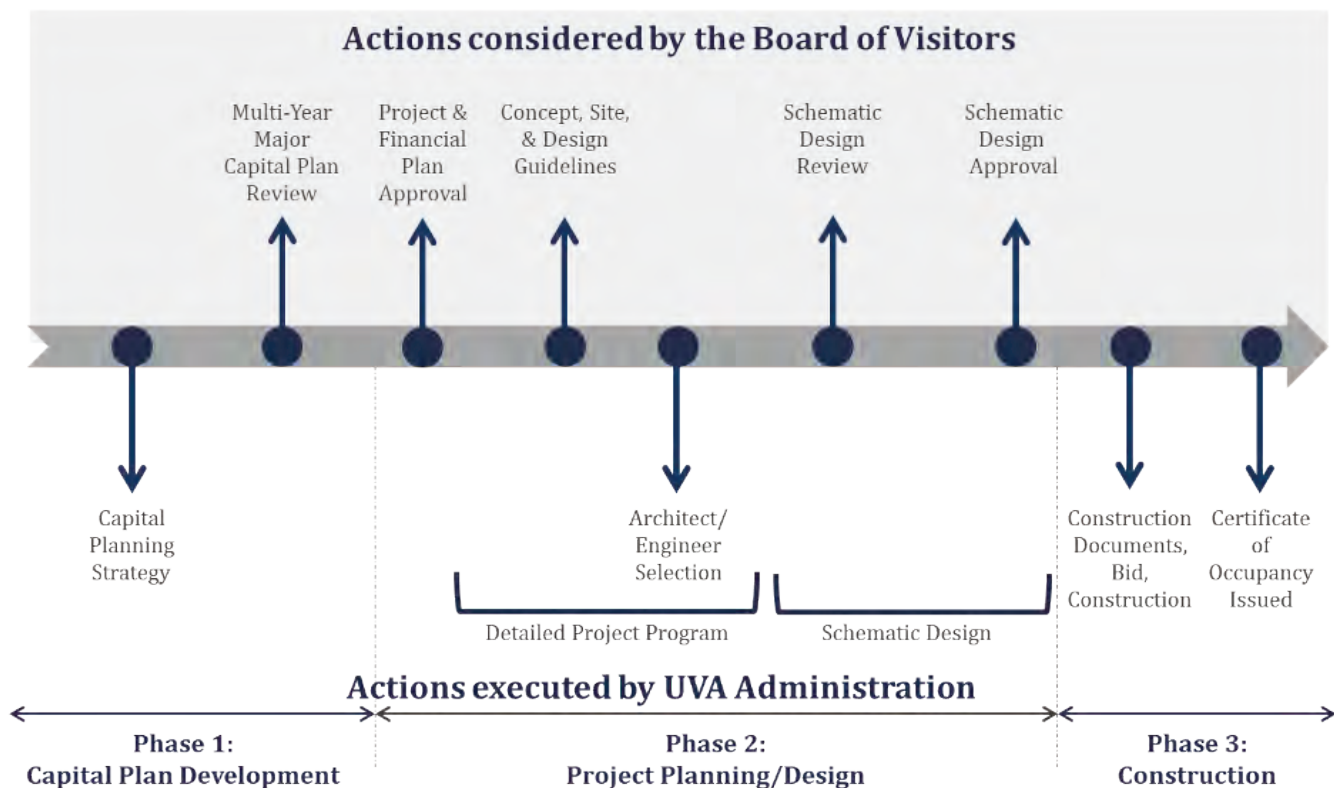 Actions considered by the Board of Visitors
Multi-Year
Major
Capital Plan
Review
Project &
Financial
Plan
Approval
Concept, Site,
& Design
Guidelines
Schematic
Design
Review
Schematic
Design
Approval
Capital
Planning
Strategy
Architect/
Engineer
Selection
Construction
Documents,
Bid,
Construction
Certificate
of
Occupancy
Issued
Detailed Project Program
Schematic Design
Actions executed by UVA Administration
Phase 1:
Capital Plan Development
Phase 2:
Project Planning/Design
Phase 3:
Construction